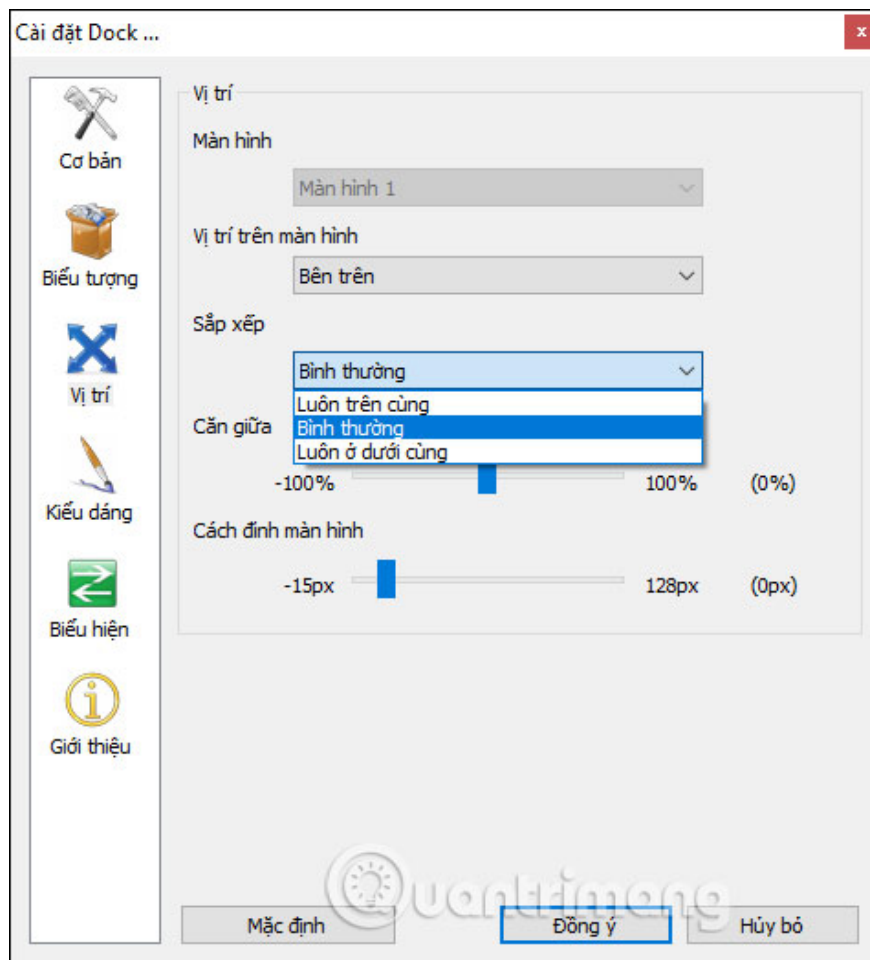 Cài đặt Dock ...
Cơ bản
Biểu tượng
Vị trí
Kiểu dáng
Biểu hiện
Giới thiệu
Vị trí
Màn hình
Màn hình 1
Vị trí trên màn hình
Bên trên
Sắp xếp
Bình thường
Luôn trên cùng
Bình thường
Luôn ở dưới cùng
Căn giữa
-100% 100% (0%)
Cách đỉnh màn hình
-15px 128px (0px)
Quantrimang
Mặc định Đồng ý Hủy bỏ